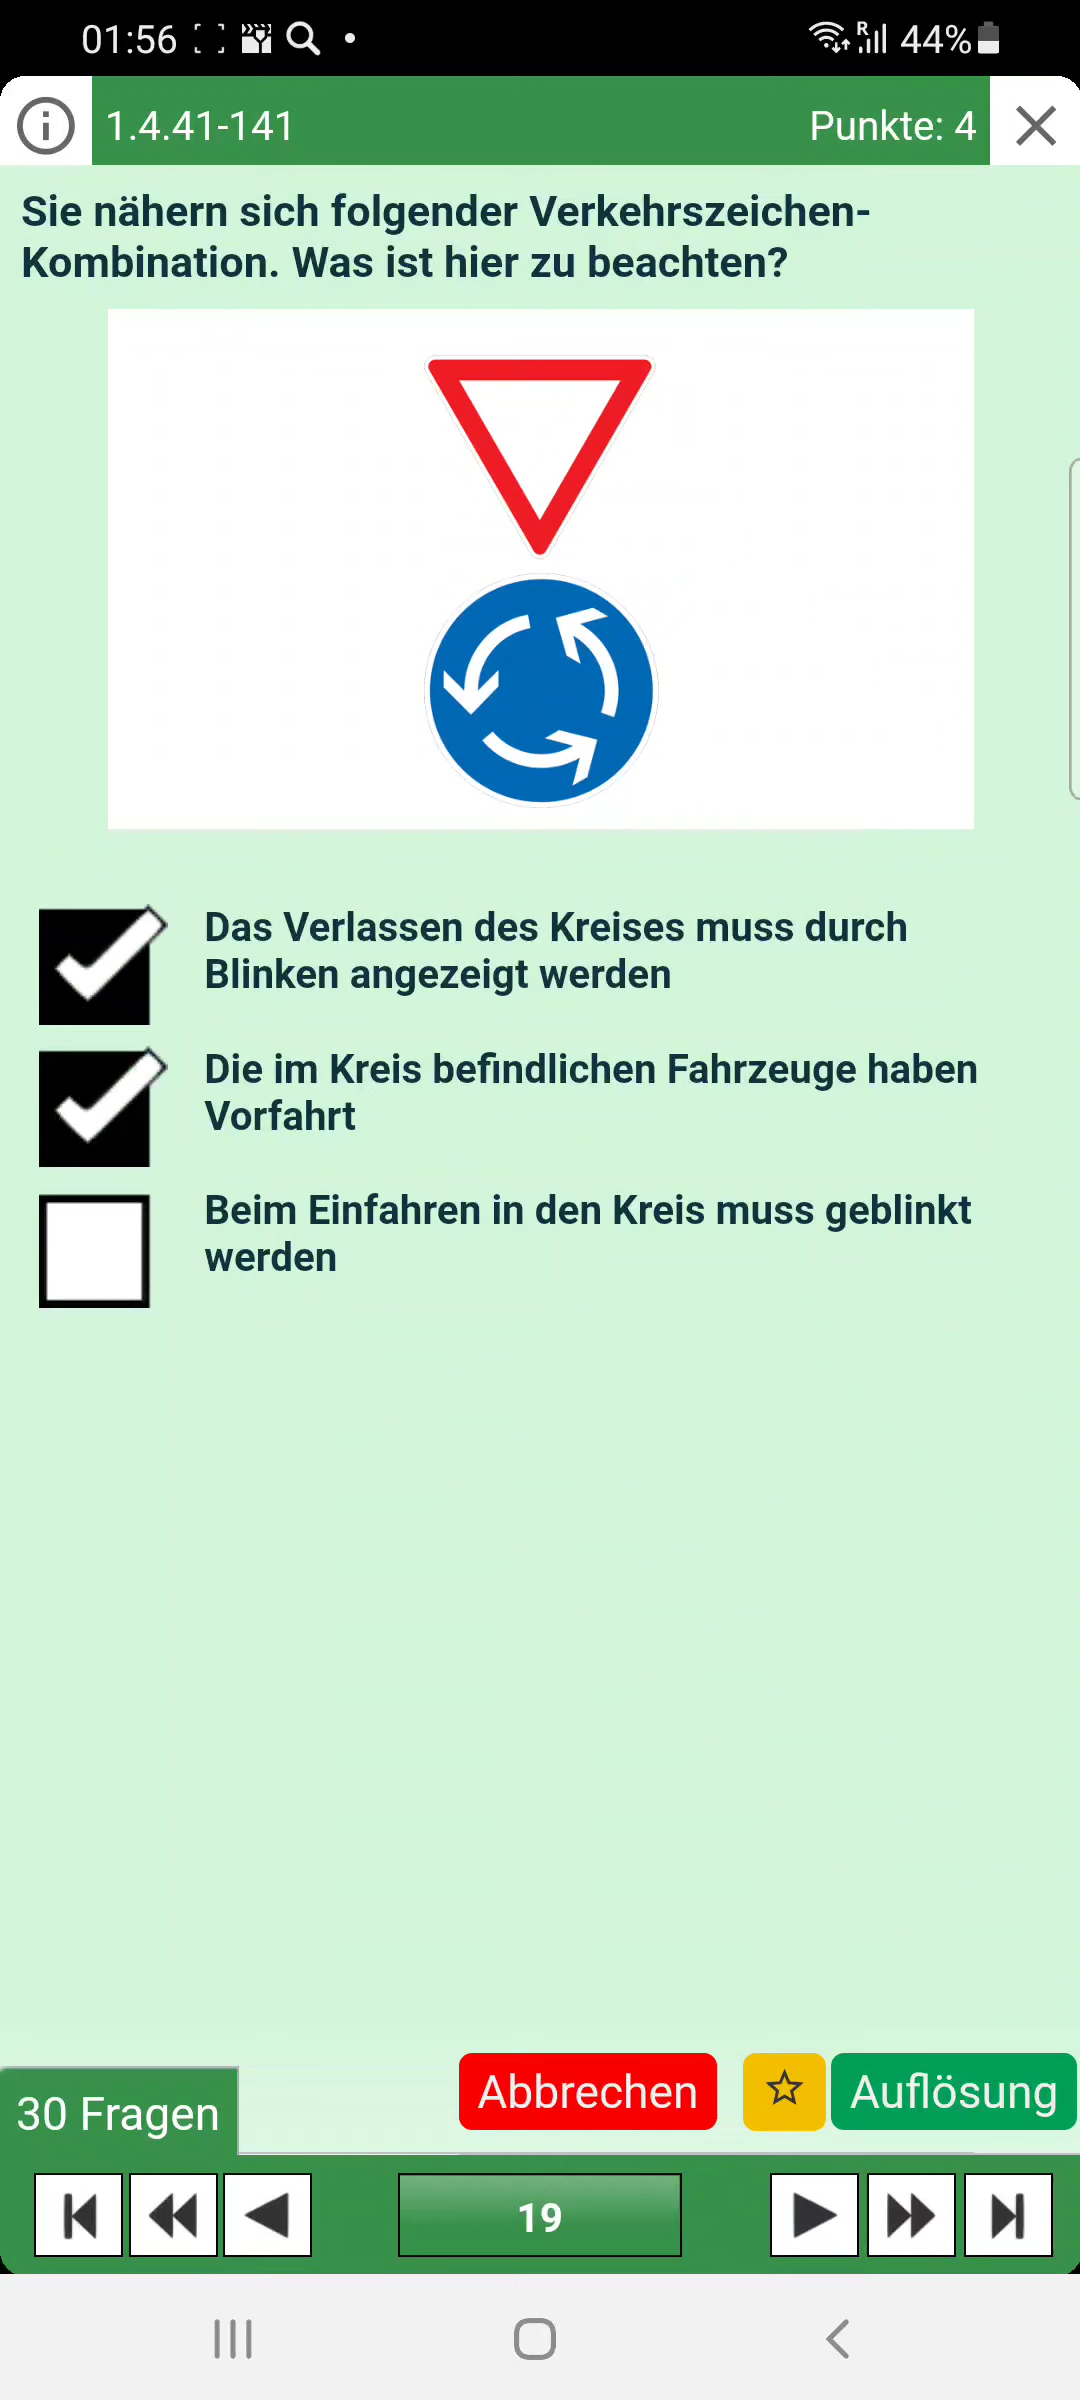 01:56
R 44%
1.4.41-141 Punkte: 4
Sie nähern sich folgender Verkehrszeichen-
Kombination. Was ist hier zu beachten?
Das Verlassen des Kreises muss durch
Blinken angezeigt werden
Die im Kreis befindlichen Fahrzeuge haben
Vorfahrt
Beim Einfahren in den Kreis muss geblinkt
werden
Abbrechen Auflösung
30 Fragen
19